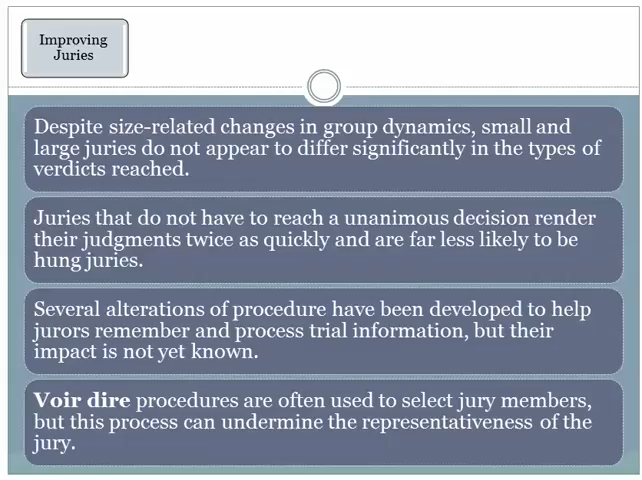 Improving
Juries
Despite size-related changes in group dynamics, small and
large juries do not appear to differ significantly in the types of
verdicts reached.
Juries that do not have to reach a unanimous decision render
their judgments twice as quickly and are far less likely to be
hung juries.
Several alterations of procedure have been developed to help
jurors remember and process trial information, but their
impact is not yet known.
Voir dire procedures are often used to select jury members,
but this process can undermine the representativeness of the
jury.